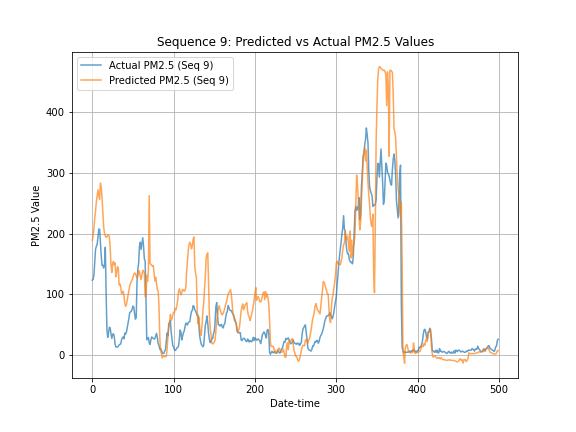 Sequence 9: Predicted vs Actual PM2.5 Values
Actual PM2.5 (Seq 9)
Predicted PM2.5 (Seq 9)
PM2.5 Value
400
300
200
100
0
0 100 200 300 400 500
Date-time